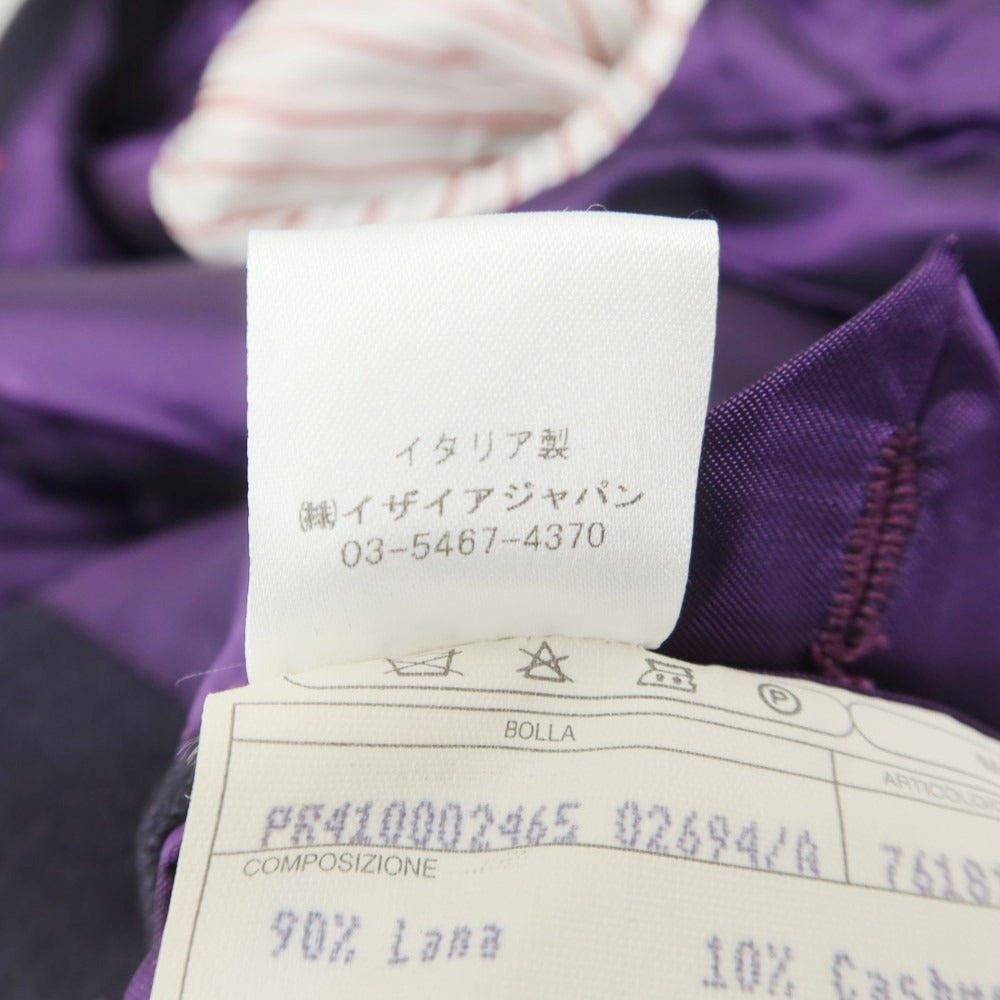 イタリア製
㈱イザイアジャパン
03-5467-4370
P
BOLLA
PR410002465 02694/A
COMPOSIZIONE
90% Lana
10%